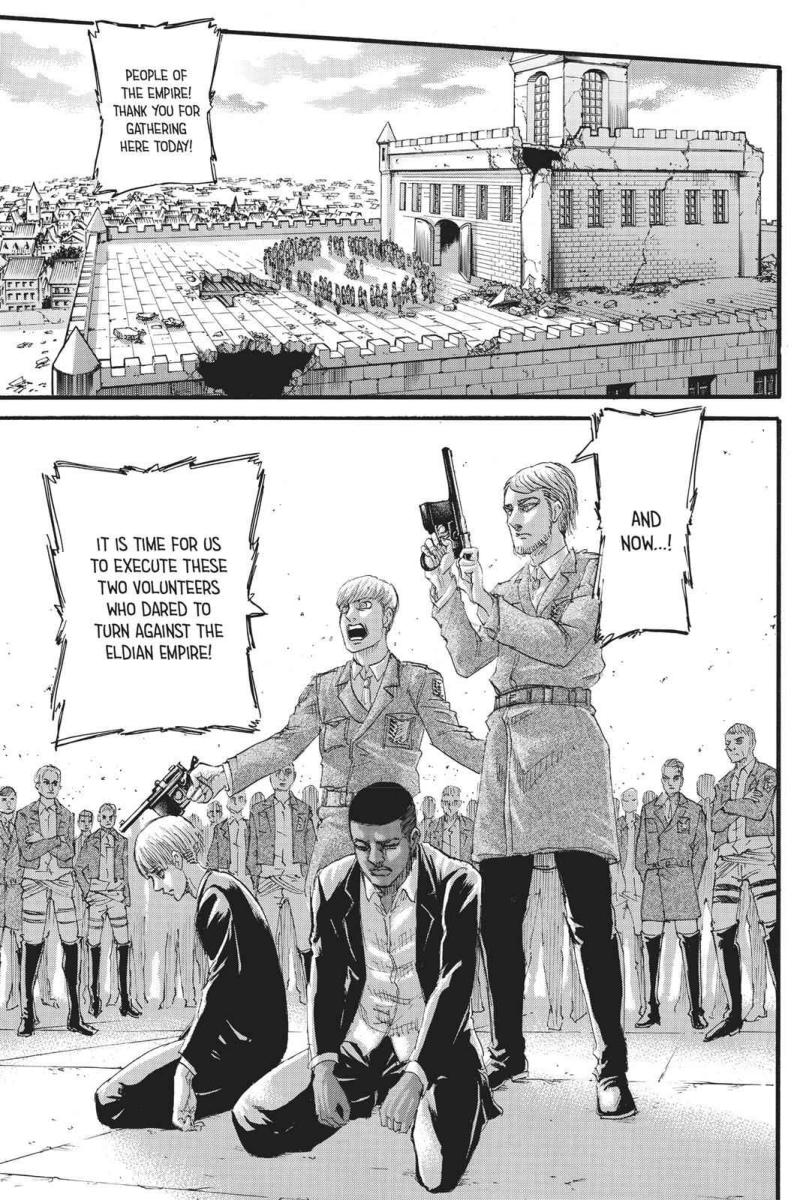 PEOPLE OF
THE EMPIRE!
THANK YOU FOR
GATHERING
HERE TODAY!
AND
NOW...!
IT IS TIME FOR US
TO EXECUTE THESE
TWO VOLUNTEERS
WHO DARED TO
TURN AGAINST THE
ELDIAN EMPIRE!